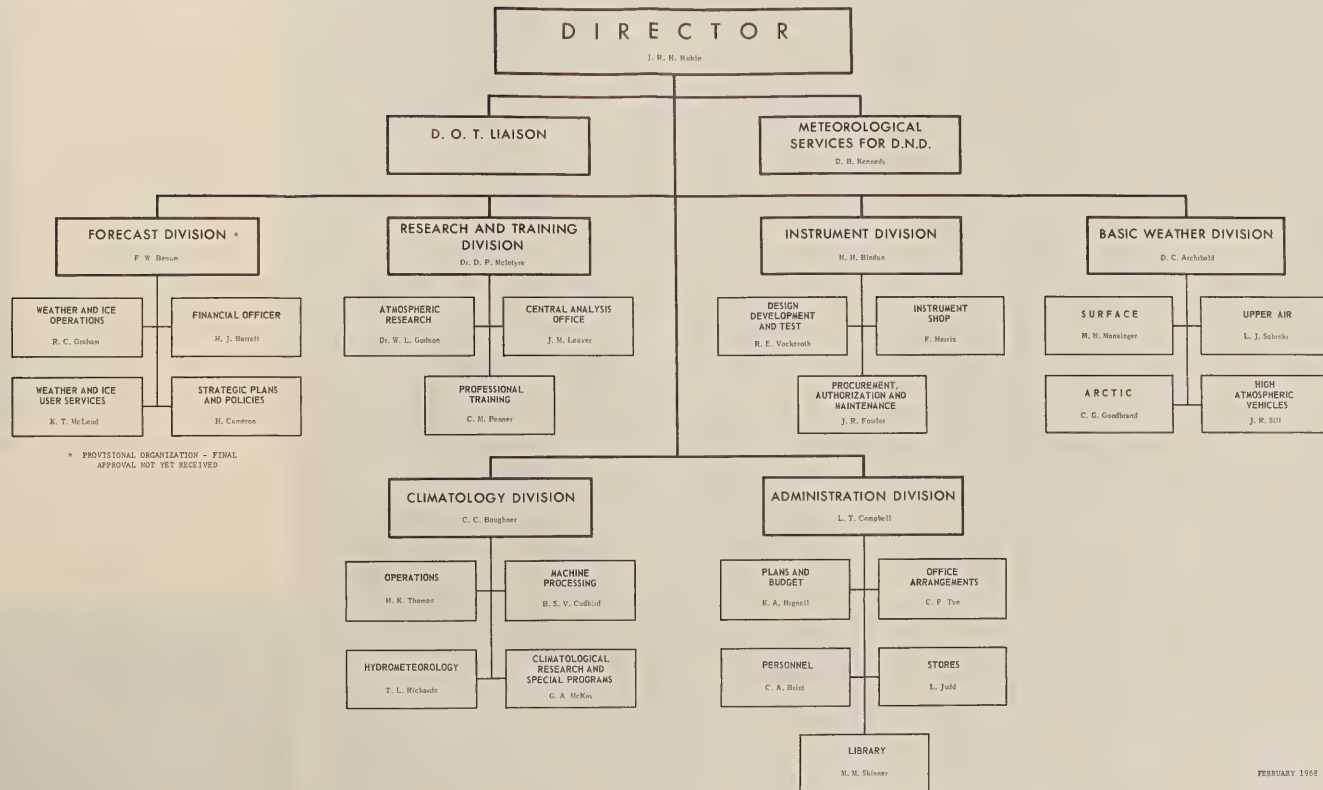 DIRECTOR
J. R. H. Noble
D. O. T. LIAISON
METEOROLOGICAL
SERVICES FOR D.N.D.
D. B. Kennedy
FORECAST DIVISION *
F. W. Benum
RESEARCH AND TRAINING
DIVISION
Dr. D. P. McIntyre
INSTRUMENT DIVISION
H. H. Bindon
BASIC WEATHER DIVISION
D. C. Archibald
WEATHER AND ICE
OPERATIONS
R. C. Graham
FINANCIAL OFFICER
H. J. Barrett
WEATHER AND ICE
USER SERVICES
K. T. McLeod
STRATEGIC PLANS
AND POLICIES
H. Cameron
* PROVISIONAL ORGANIZATION - FINAL
APPROVAL NOT YET RECEIVED
ATMOSPHERIC
RESEARCH
Dr. W. L. Godson
CENTRAL ANALYSIS
OFFICE
J. M. Leaver
PROFESSIONAL
TRAINING
C. M. Penner
DESIGN
DEVELOPMENT
AND TEST
R. E. Vockeroth
INSTRUMENT
SHOP
F. Harris
PROCUREMENT,
AUTHORIZATION AND
MAINTENANCE
J. R. Fowler
SURFACE
M. N. Monsinger
UPPER AIR
L. J. Sobiski
ARCTIC
C. G. Goodbrand
HIGH
ATMOSPHERIC
VEHICLES
J. R. Sill
CLIMATOLOGY DIVISION
C. C. Boughner
ADMINISTRATION DIVISION
L. T. Campbell
OPERATIONS
M. K. Thomas
MACHINE
PROCESSING
B. S. V. Cudbird
HYDROMETEOROLOGY
T. L. Richards
CLIMATOLOGICAL
RESEARCH AND
SPECIAL PROGRAMS
G. A. McKay
PLANS AND
BUDGET
K. A. Hignell
OFFICE
ARRANGEMENTS
C. F. Tye
PERSONNEL
C. A. Brint
STORES
L. Judd
LIBRARY
M. M. Skinner
FEBRUARY 1968